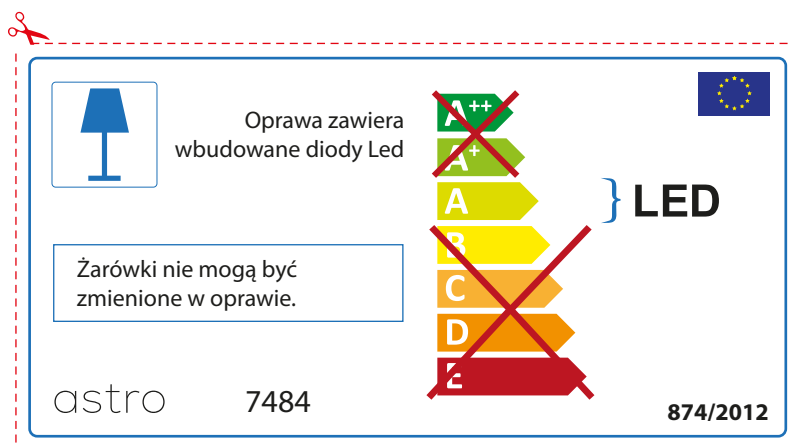 Oprawa zawiera
wbudowane diody Led
A++
A+
A
B
C
D
E
LED
Żarówki nie mogą być
zmienione w oprawie.
astro
7484
874/2012